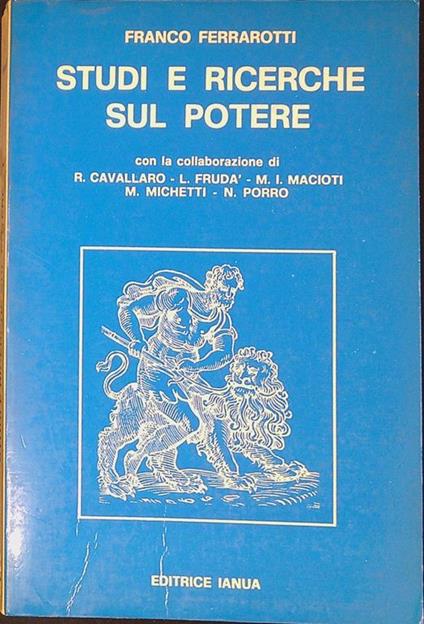 FRANCO FERRAROTTI
STUDI E RICERCHE
SUL POTERE
con la collaborazione di
R. CAVALLARO - L. FRUDA' - M. I. MACIOTI
M. MICHETTI - N. PORRO
EDITRICE IANUA